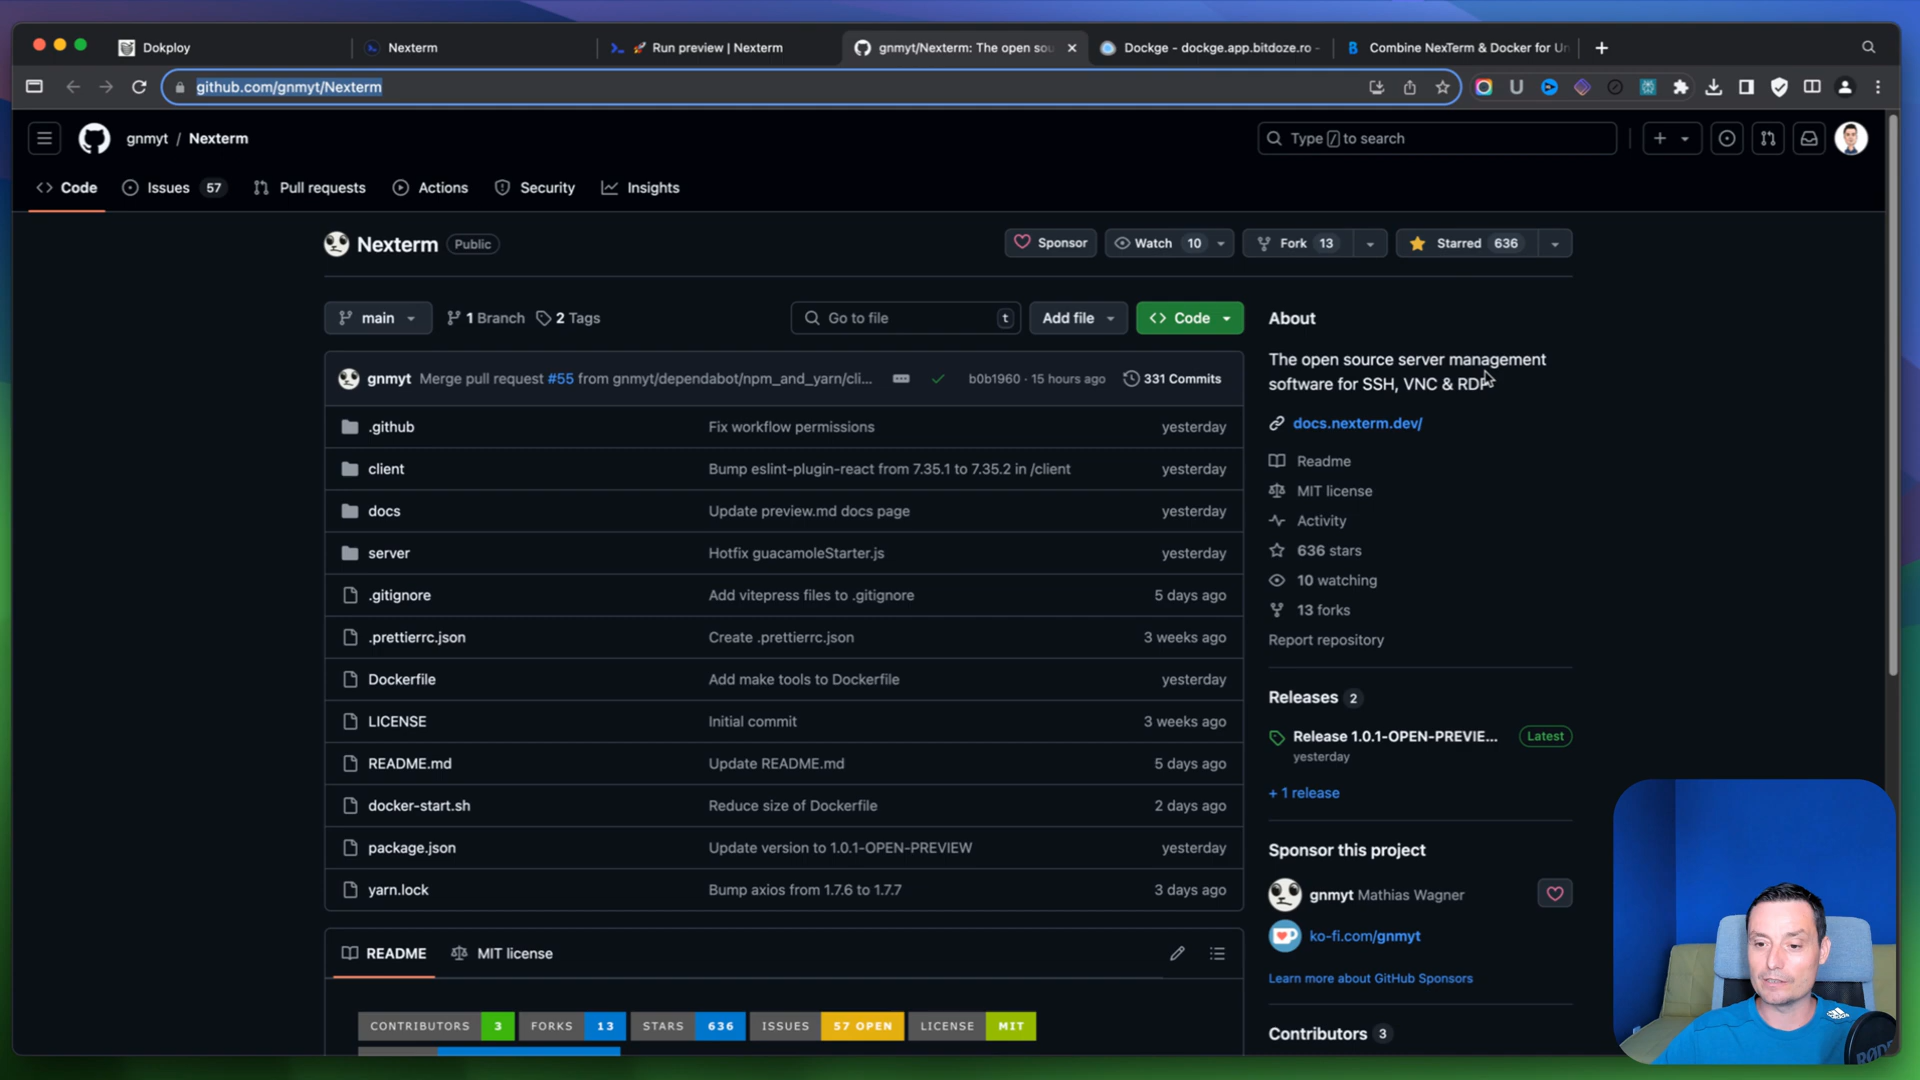 Dokploy
Nexterm
🚀 Run preview | Nexterm
gnmyt/Nexterm: The open sou
Dockge - dockge.app.bitdoze.ro -
Combine NexTerm & Docker for Un
github.com/gnmyt/Nexterm
gnmyt / Nexterm
Type / to search
Code
Issues 57
Pull requests
Actions
Security
Insights
Nexterm Public
Sponsor
Watch 10
Fork 13
Starred 636
main
1 Branch
2 Tags
Go to file t
Add file
Code
gnmyt Merge pull request #55 from gnmyt/dependabot/npm_and_yarn/cli... b0b1960 · 15 hours ago 331 Commits
.github Fix workflow permissions yesterday
client Bump eslint-plugin-react from 7.35.1 to 7.35.2 in /client yesterday
docs Update preview.md docs page yesterday
server Hotfix guacamoleStarter.js yesterday
.gitignore Add vitepress files to .gitignore 5 days ago
.prettierrc.json Create .prettierrc.json 3 weeks ago
Dockerfile Add make tools to Dockerfile yesterday
LICENSE Initial commit 3 weeks ago
README.md Update README.md 5 days ago
docker-start.sh Reduce size of Dockerfile 2 days ago
package.json Update version to 1.0.1-OPEN-PREVIEW yesterday
yarn.lock Bump axios from 1.7.6 to 1.7.7 3 days ago
README
MIT license
CONTRIBUTORS 3
FORKS 13
STARS 636
ISSUES 57 OPEN
LICENSE MIT
About
The open source server management
software for SSH, VNC & RDP
docs.nexterm.dev/
Readme
MIT license
Activity
636 stars
10 watching
13 forks
Report repository
Releases 2
Release 1.0.1-OPEN-PREVIE... Latest
yesterday
+ 1 release
Sponsor this project
gnmyt Mathias Wagner
ko-fi.com/gnmyt
Learn more about GitHub Sponsors
Contributors 3
RØDE